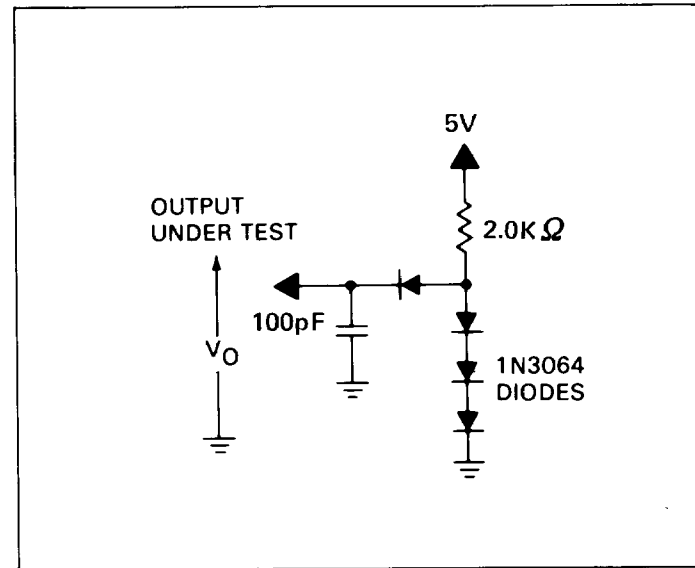 5V
OUTPUT
UNDER TEST
2.0K Ω
100pF
VO
1N3064
DIODES